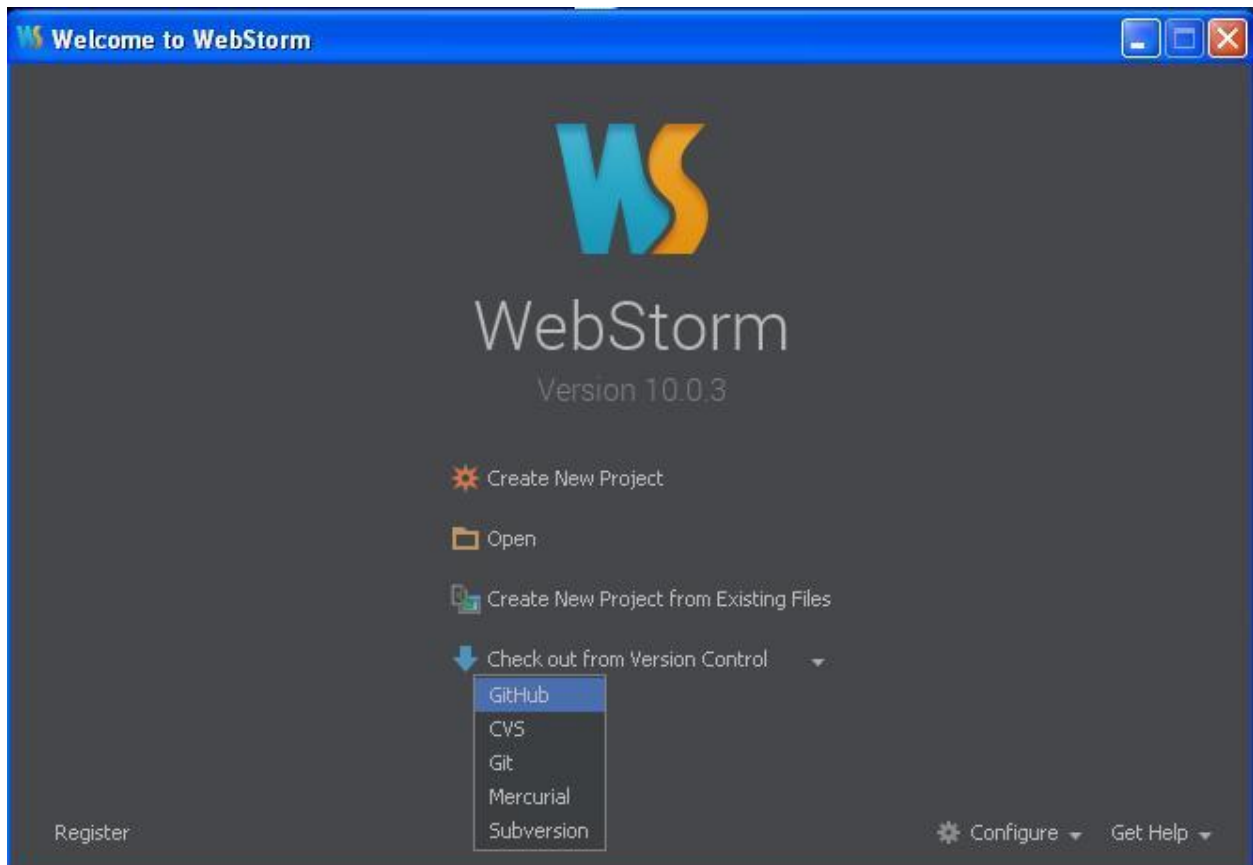 Welcome to WebStorm
WS
WebStorm
Version 10.0.3
Create New Project
Open
Create New Project from Existing Files
Check out from Version Control
GitHub
CVS
Git
Mercurial
Subversion
Register
Configure
Get Help